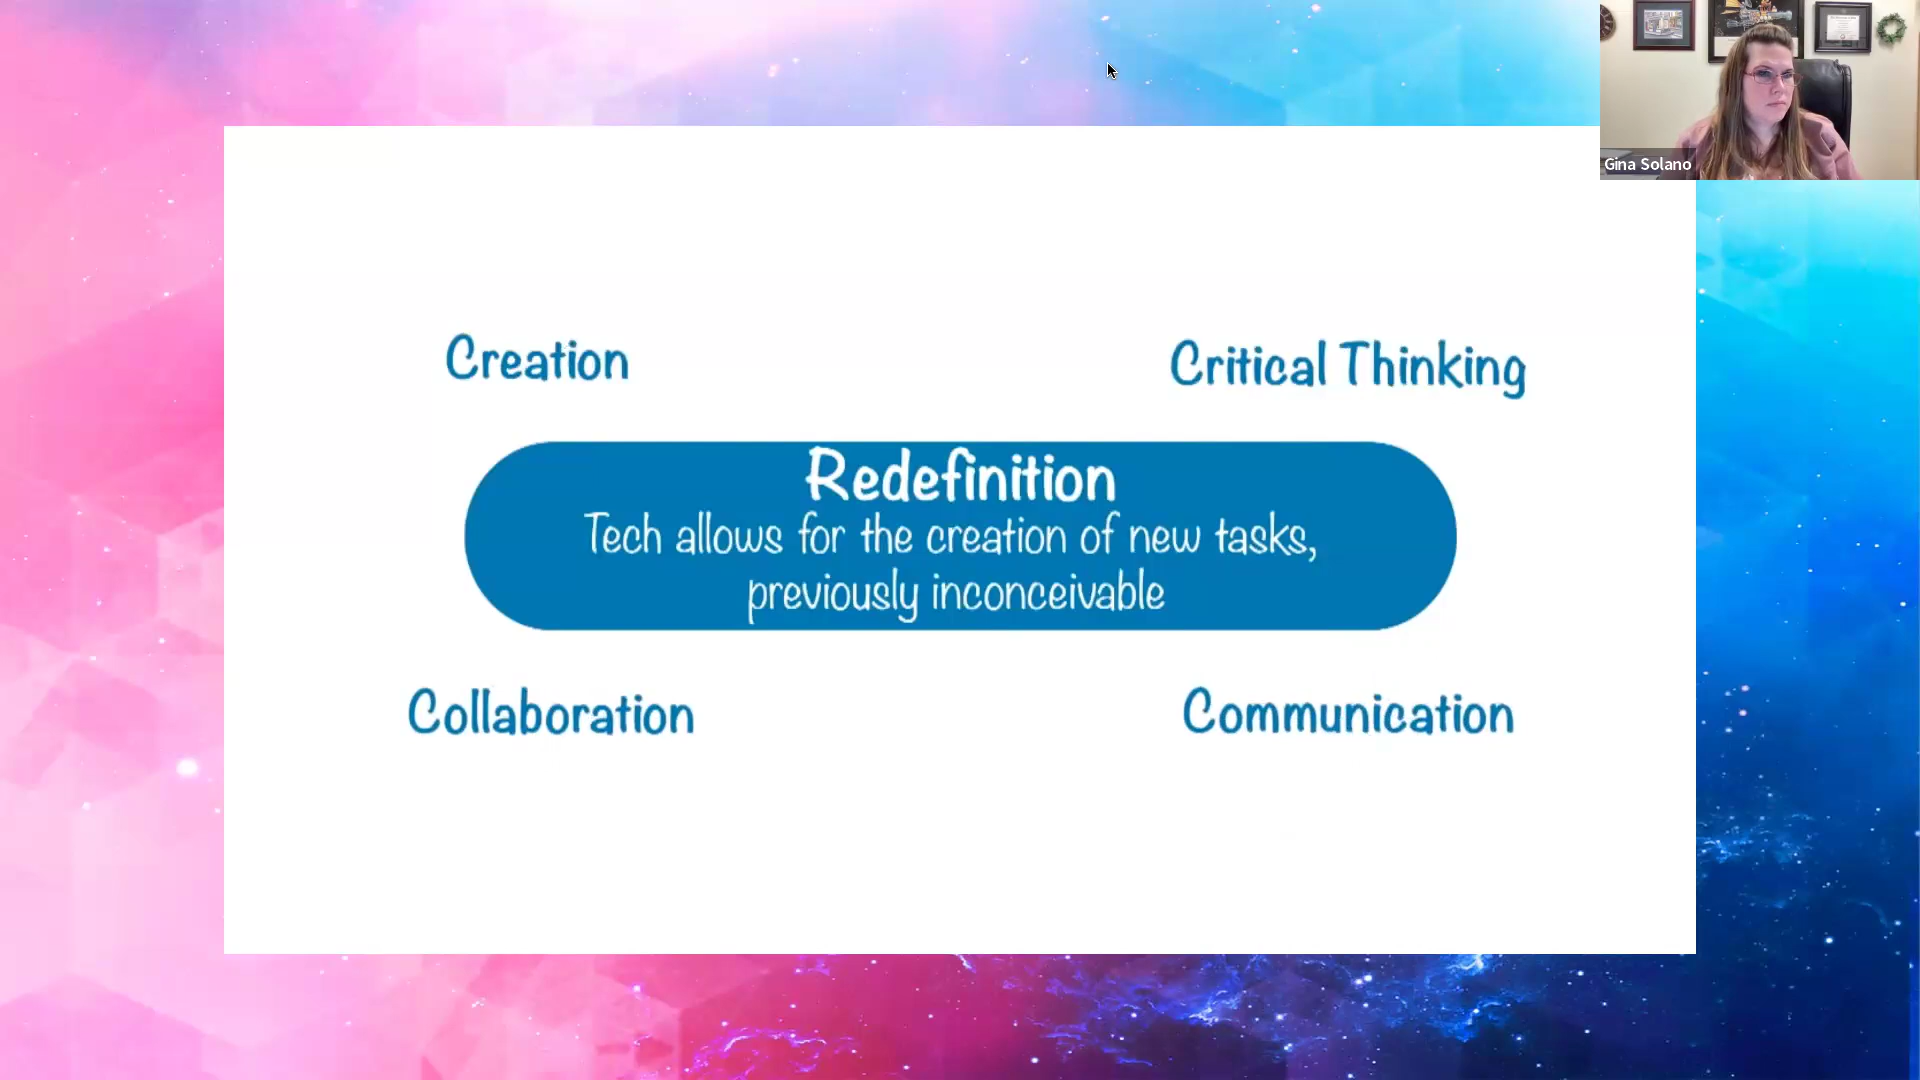 Gina Solano
Creation
Critical Thinking
Redefinition
Tech allows for the creation of new tasks,
previously inconceivable
Collaboration
Communication